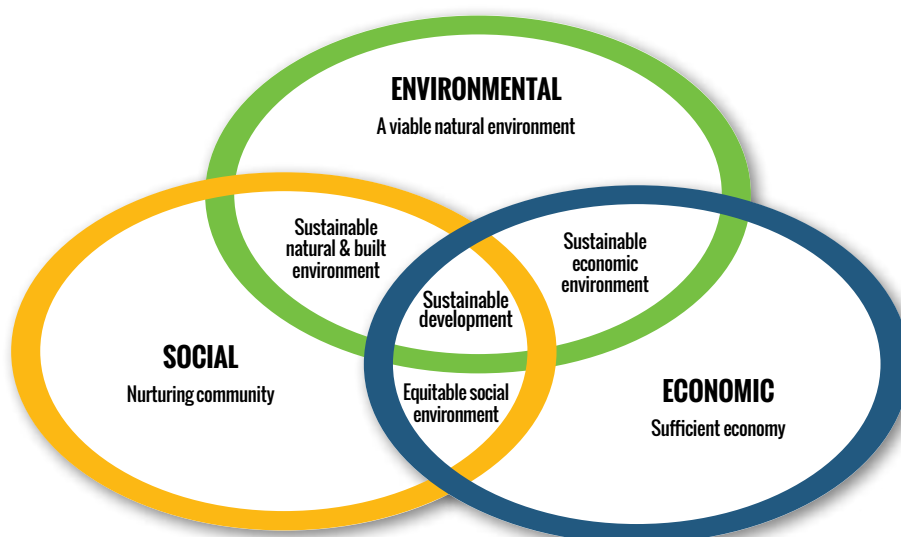 ENVIRONMENTAL
A viable natural environment
Sustainable
natural & built
environment
Sustainable
economic
environment
Sustainable
development
SOCIAL
Nurturing community
Equitable social
environment
ECONOMIC
Sufficient economy